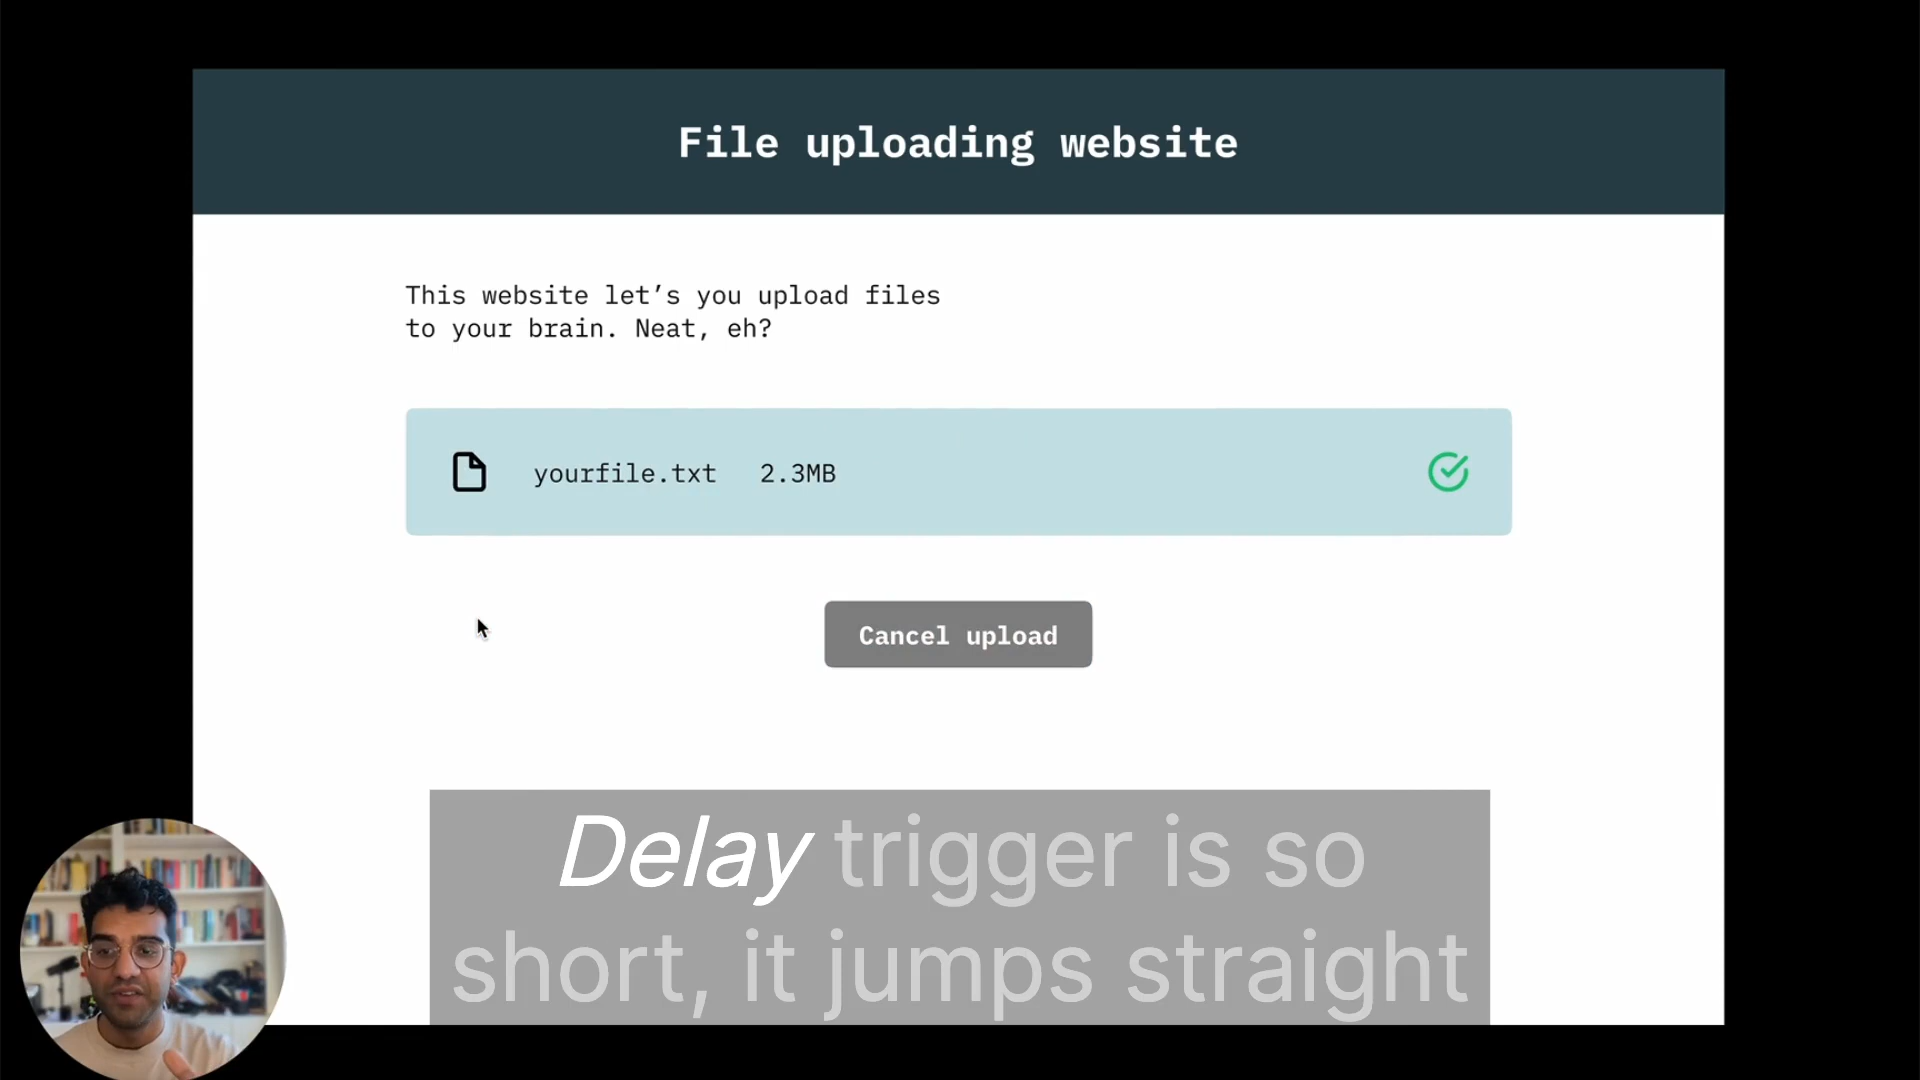 File uploading website
This website let’s you upload files
to your brain. Neat, eh?
yourfile.txt 2.3MB
Cancel upload
Delay trigger is so
short, it jumps straight